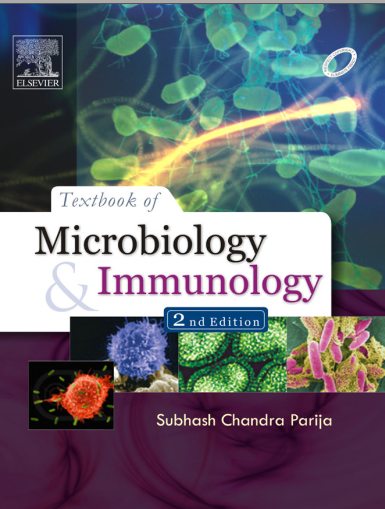 ELSEVIER
Textbook of
Microbiology
& Immunology
2nd Edition
Subhash Chandra Parija